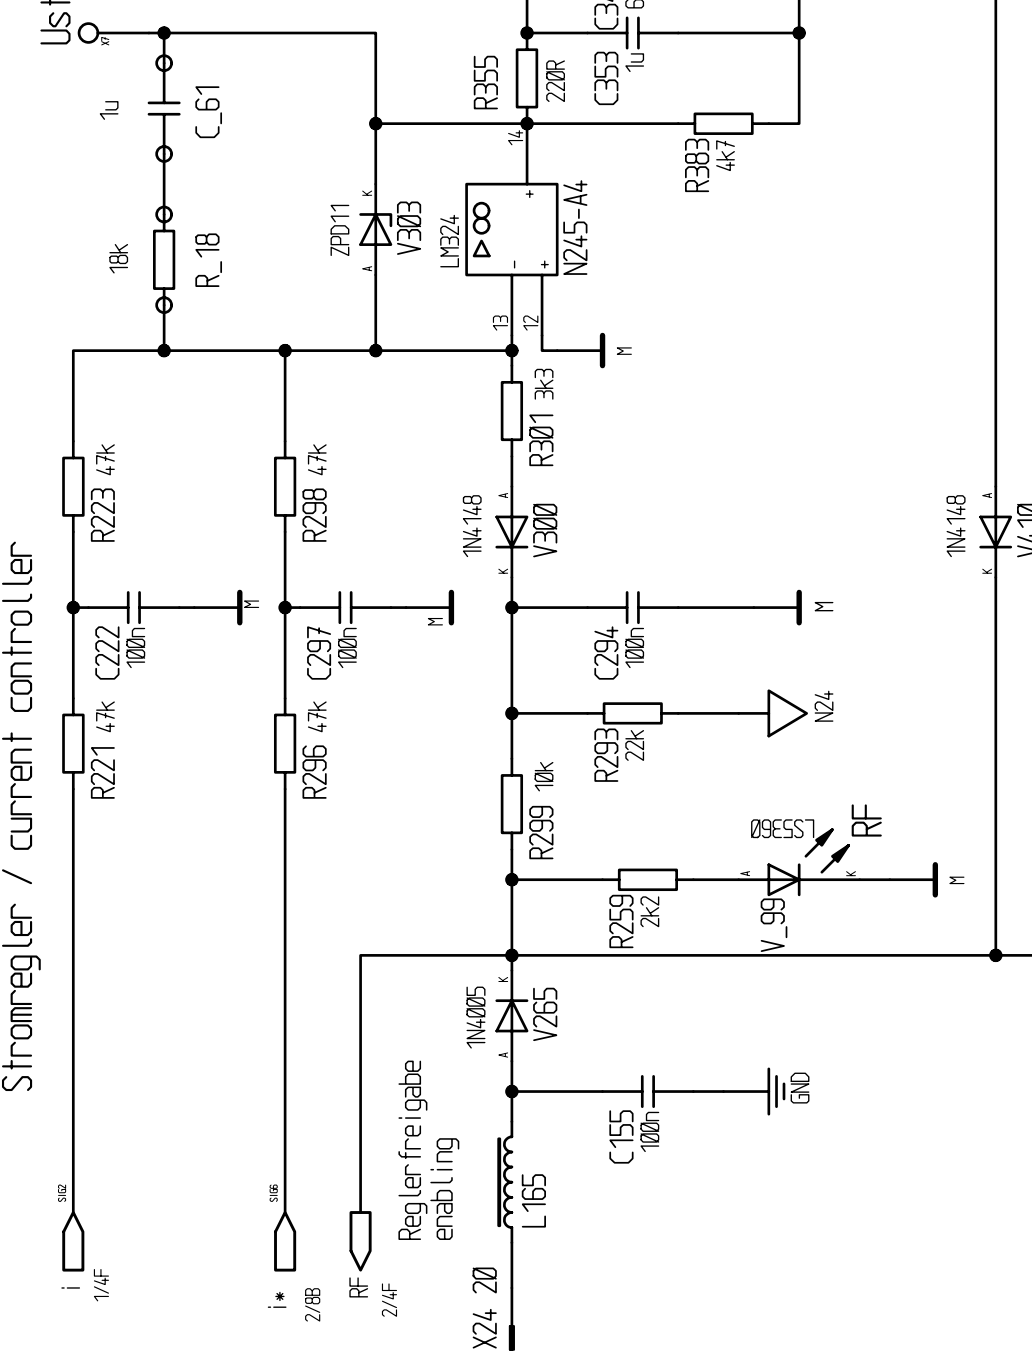 Stromregler / current controller
i
1/4F
SIG2
R221 47k
C222
100n
M
R223 47k
18k
R_18
1u
C_61
Ust
X7
i*
2/8B
SIG6
R296 47k
C297
100n
M
R298 47k
ZPD11
A K
V303
RF
2/4F
Reglerfreigabe
enabling
X24 20
L165
C155
100n
GND
1N4005
A K
V265
R259
2k2
V_99
A
K
LS5360
RF
M
R299 10k
R293
22k
N24
C294
100n
M
1N4148
K A
V300
R301 3k3
13
12
M
LM324
N245-A4
- +
+
14
R355
220R
C353
1u
R383
4k7
1N4148
K A